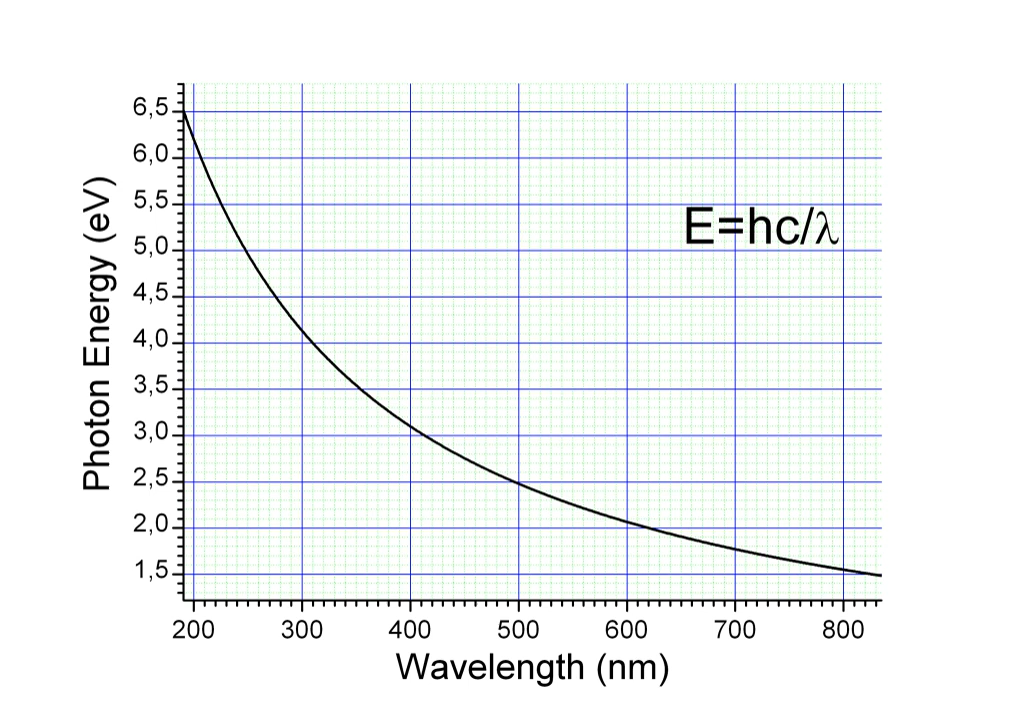 Photon Energy (eV)
6,5
6,0
5,5
5,0
4,5
4,0
3,5
3,0
2,5
2,0
1,5
E=hc/λ
200 300 400 500 600 700 800
Wavelength (nm)